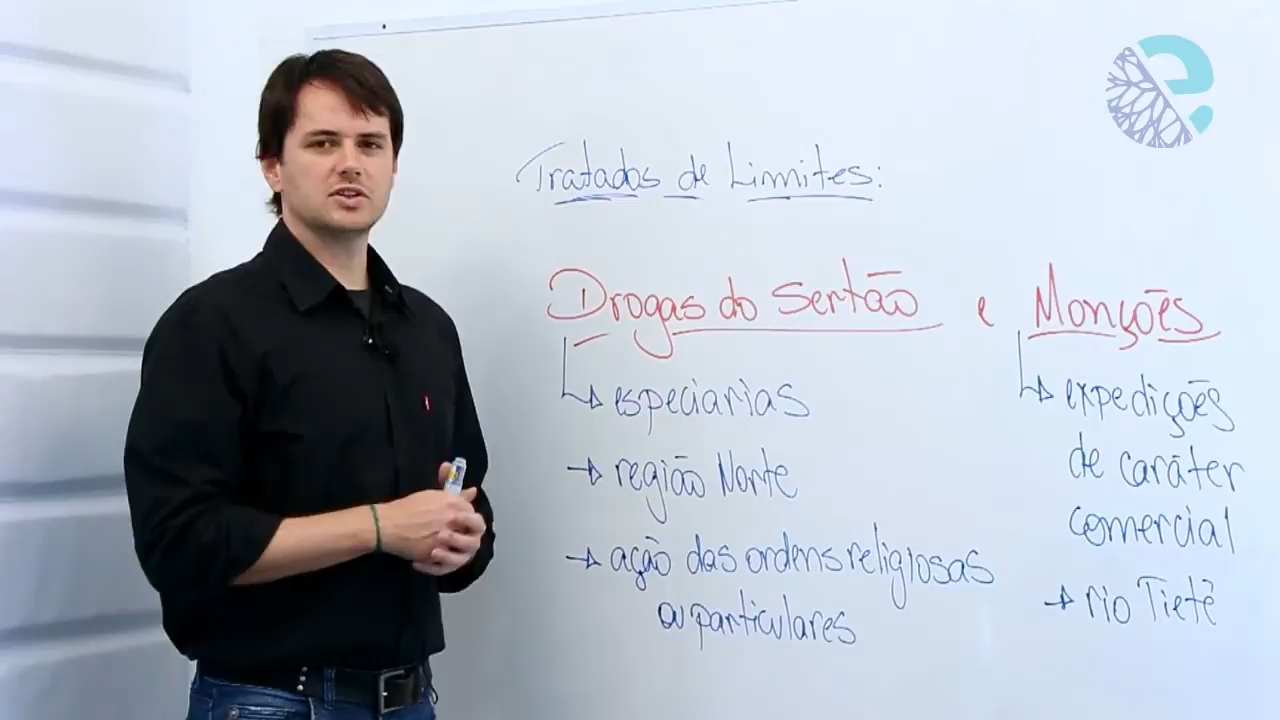 Tratados de Limites:
Drogas do Sertão e Monções
especiarias
região Norte
ação das ordens religiosas
ou particulares
expedições
de caráter
comercial
rio Tietê